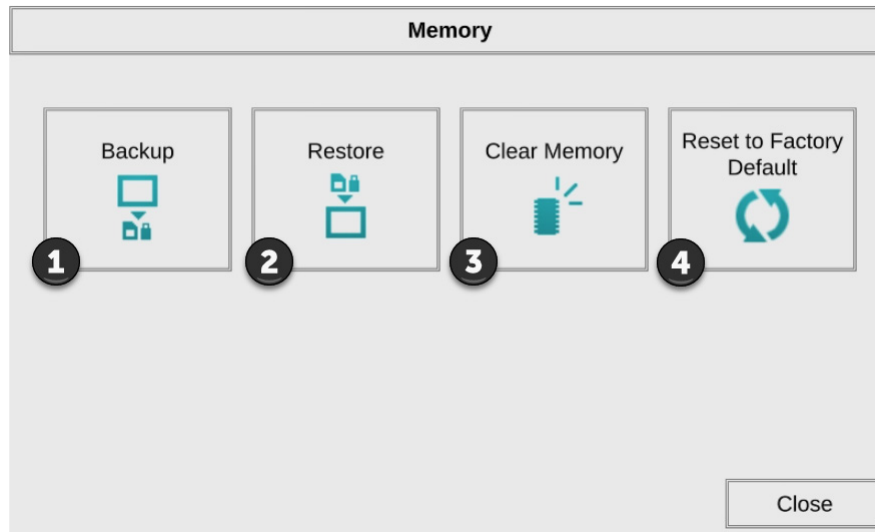 Memory
Backup
Restore
Clear Memory
Reset to Factory
Default
1
2
3
4
Close